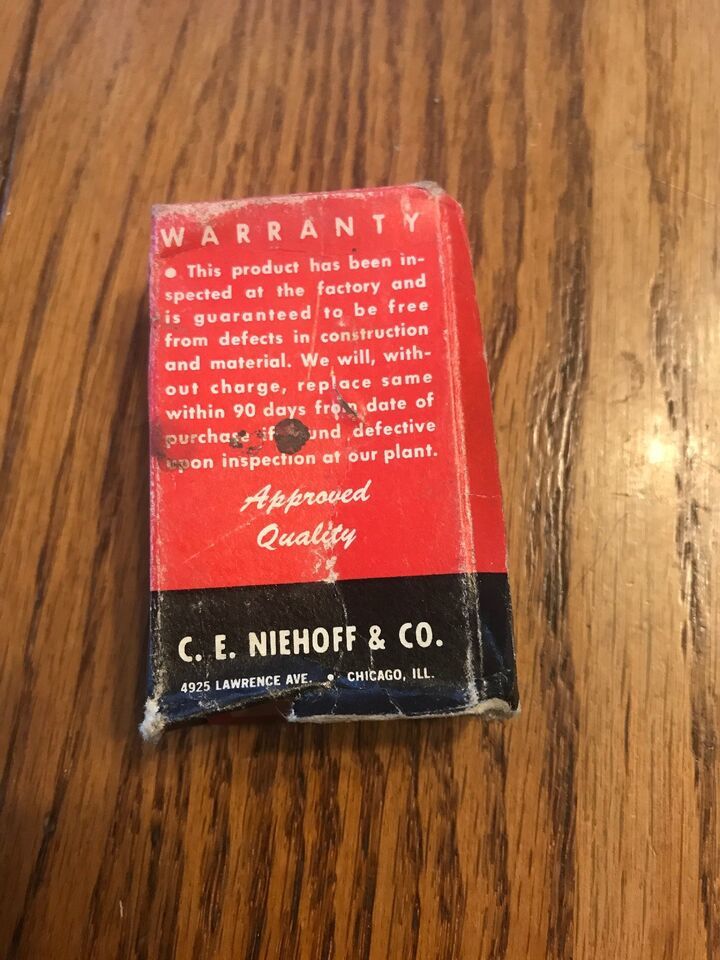 WARRANTY
• This product has been in-
spected at the factory and
is guaranteed to be free
from defects in construction
and material. We will, with-
out charge, replace same
within 90 days from date of
purchase if defective
upon inspection at our plant.
Approved
Quality
C. E. NIEHOFF & CO.
4925 LAWRENCE AVE. • CHICAGO, ILL.